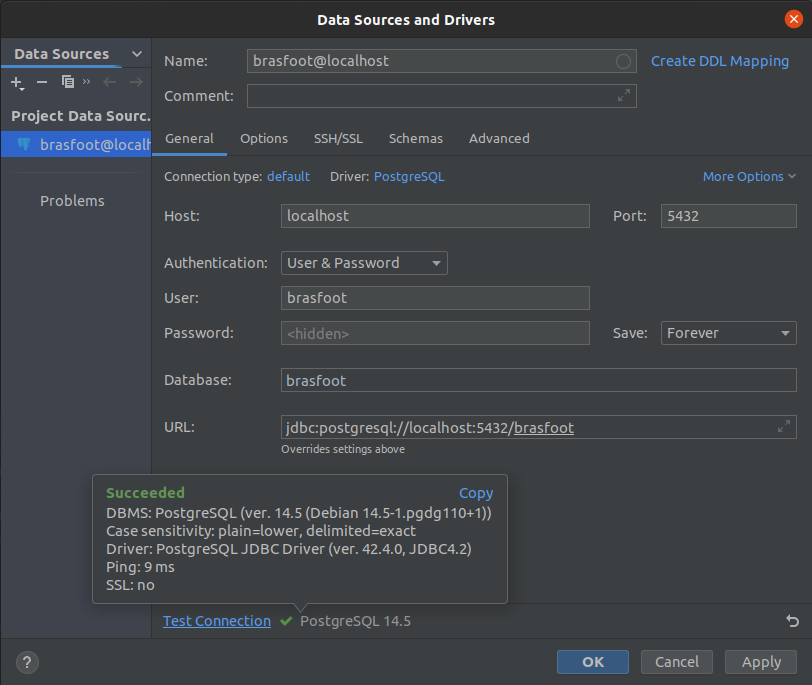 Data Sources and Drivers
Data Sources
Project Data Sourc.
brasfoot@localh
Problems
Name: brasfoot@localhost Create DDL Mapping
Comment:
General Options SSH/SSL Schemas Advanced
Connection type: default Driver: PostgreSQL More Options
Host: localhost Port: 5432
Authentication: User & Password
User: brasfoot
Password: <hidden> Save: Forever
Database: brasfoot
URL: jdbc:postgresql://localhost:5432/brasfoot
Overrides settings above
Succeeded Copy
DBMS: PostgreSQL (ver. 14.5 (Debian 14.5-1.pgdg110+1))
Case sensitivity: plain=lower, delimited=exact
Driver: PostgreSQL JDBC Driver (ver. 42.4.0, JDBC4.2)
Ping: 9 ms
SSL: no
Test Connection PostgreSQL 14.5
? OK Cancel Apply